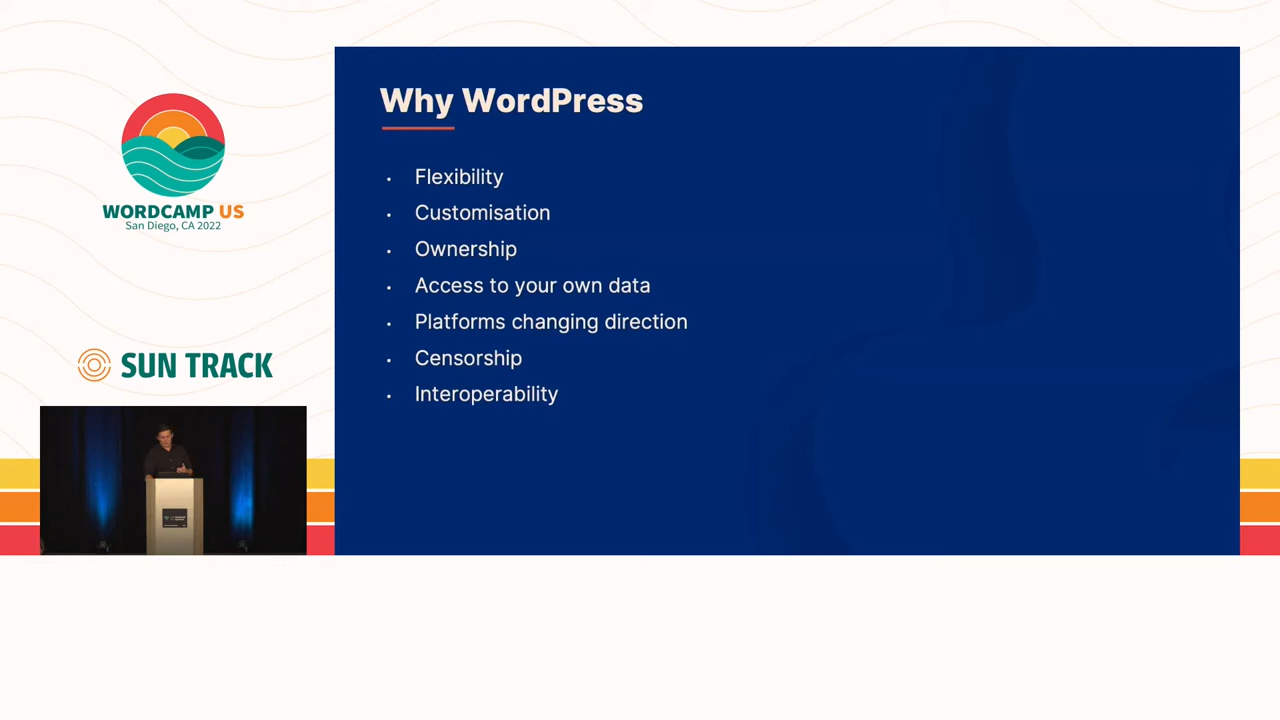 WORDCAMP US
San Diego, CA 2022
SUN TRACK
Why WordPress
Flexibility
Customisation
Ownership
Access to your own data
Platforms changing direction
Censorship
Interoperability